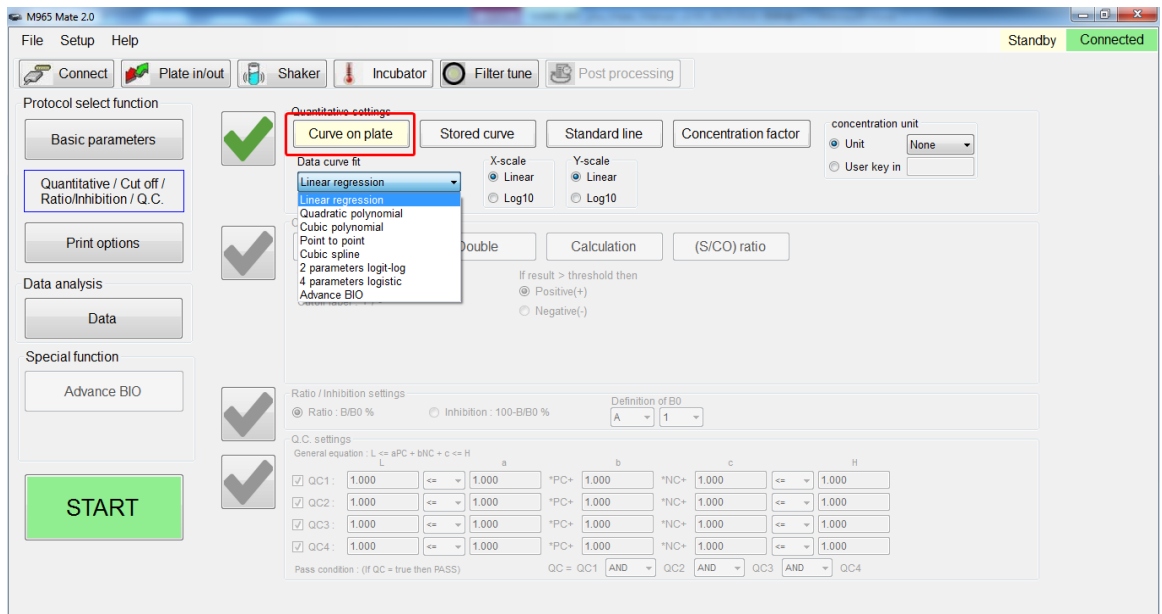 M965 Mate 2.0
File Setup Help Standby Connected
Connect Plate in/out Shaker Incubator Filter tune Post processing
Protocol select function
Basic parameters
Quantitative / Cut off /
Ratio/Inhibition / Q.C.
Print options
Data analysis
Data
Special function
Advance BIO
START
Quantitative settings
Curve on plate Stored curve Standard line Concentration factor
concentration unit
Unit None
User key in
Data curve fit X-scale Y-scale
Linear regression Linear Linear
Log10 Log10
Linear regression
Quadratic polynomial
Cubic polynomial
Point to point
Cubic spline
2 parameters logit-log
4 parameters logistic
Advance BIO
Double Calculation (S/CO) ratio
If result > threshold then
Positive(+)
Negative(-)
Ratio / Inhibition settings
Ratio : B/B0 % Inhibition : 100-B/B0 %
Definition of B0
A 1
Q.C. settings
General equation : L <= aPC + bNC + c <= H
L a b c H
QC1 : 1.000 <= 1.000 *PC+ 1.000 *NC+ 1.000 <= 1.000
QC2 : 1.000 <= 1.000 *PC+ 1.000 *NC+ 1.000 <= 1.000
QC3 : 1.000 <= 1.000 *PC+ 1.000 *NC+ 1.000 <= 1.000
QC4 : 1.000 <= 1.000 *PC+ 1.000 *NC+ 1.000 <= 1.000
Pass condition : (If QC = true then PASS) QC = QC1 AND QC2 AND QC3 AND QC4